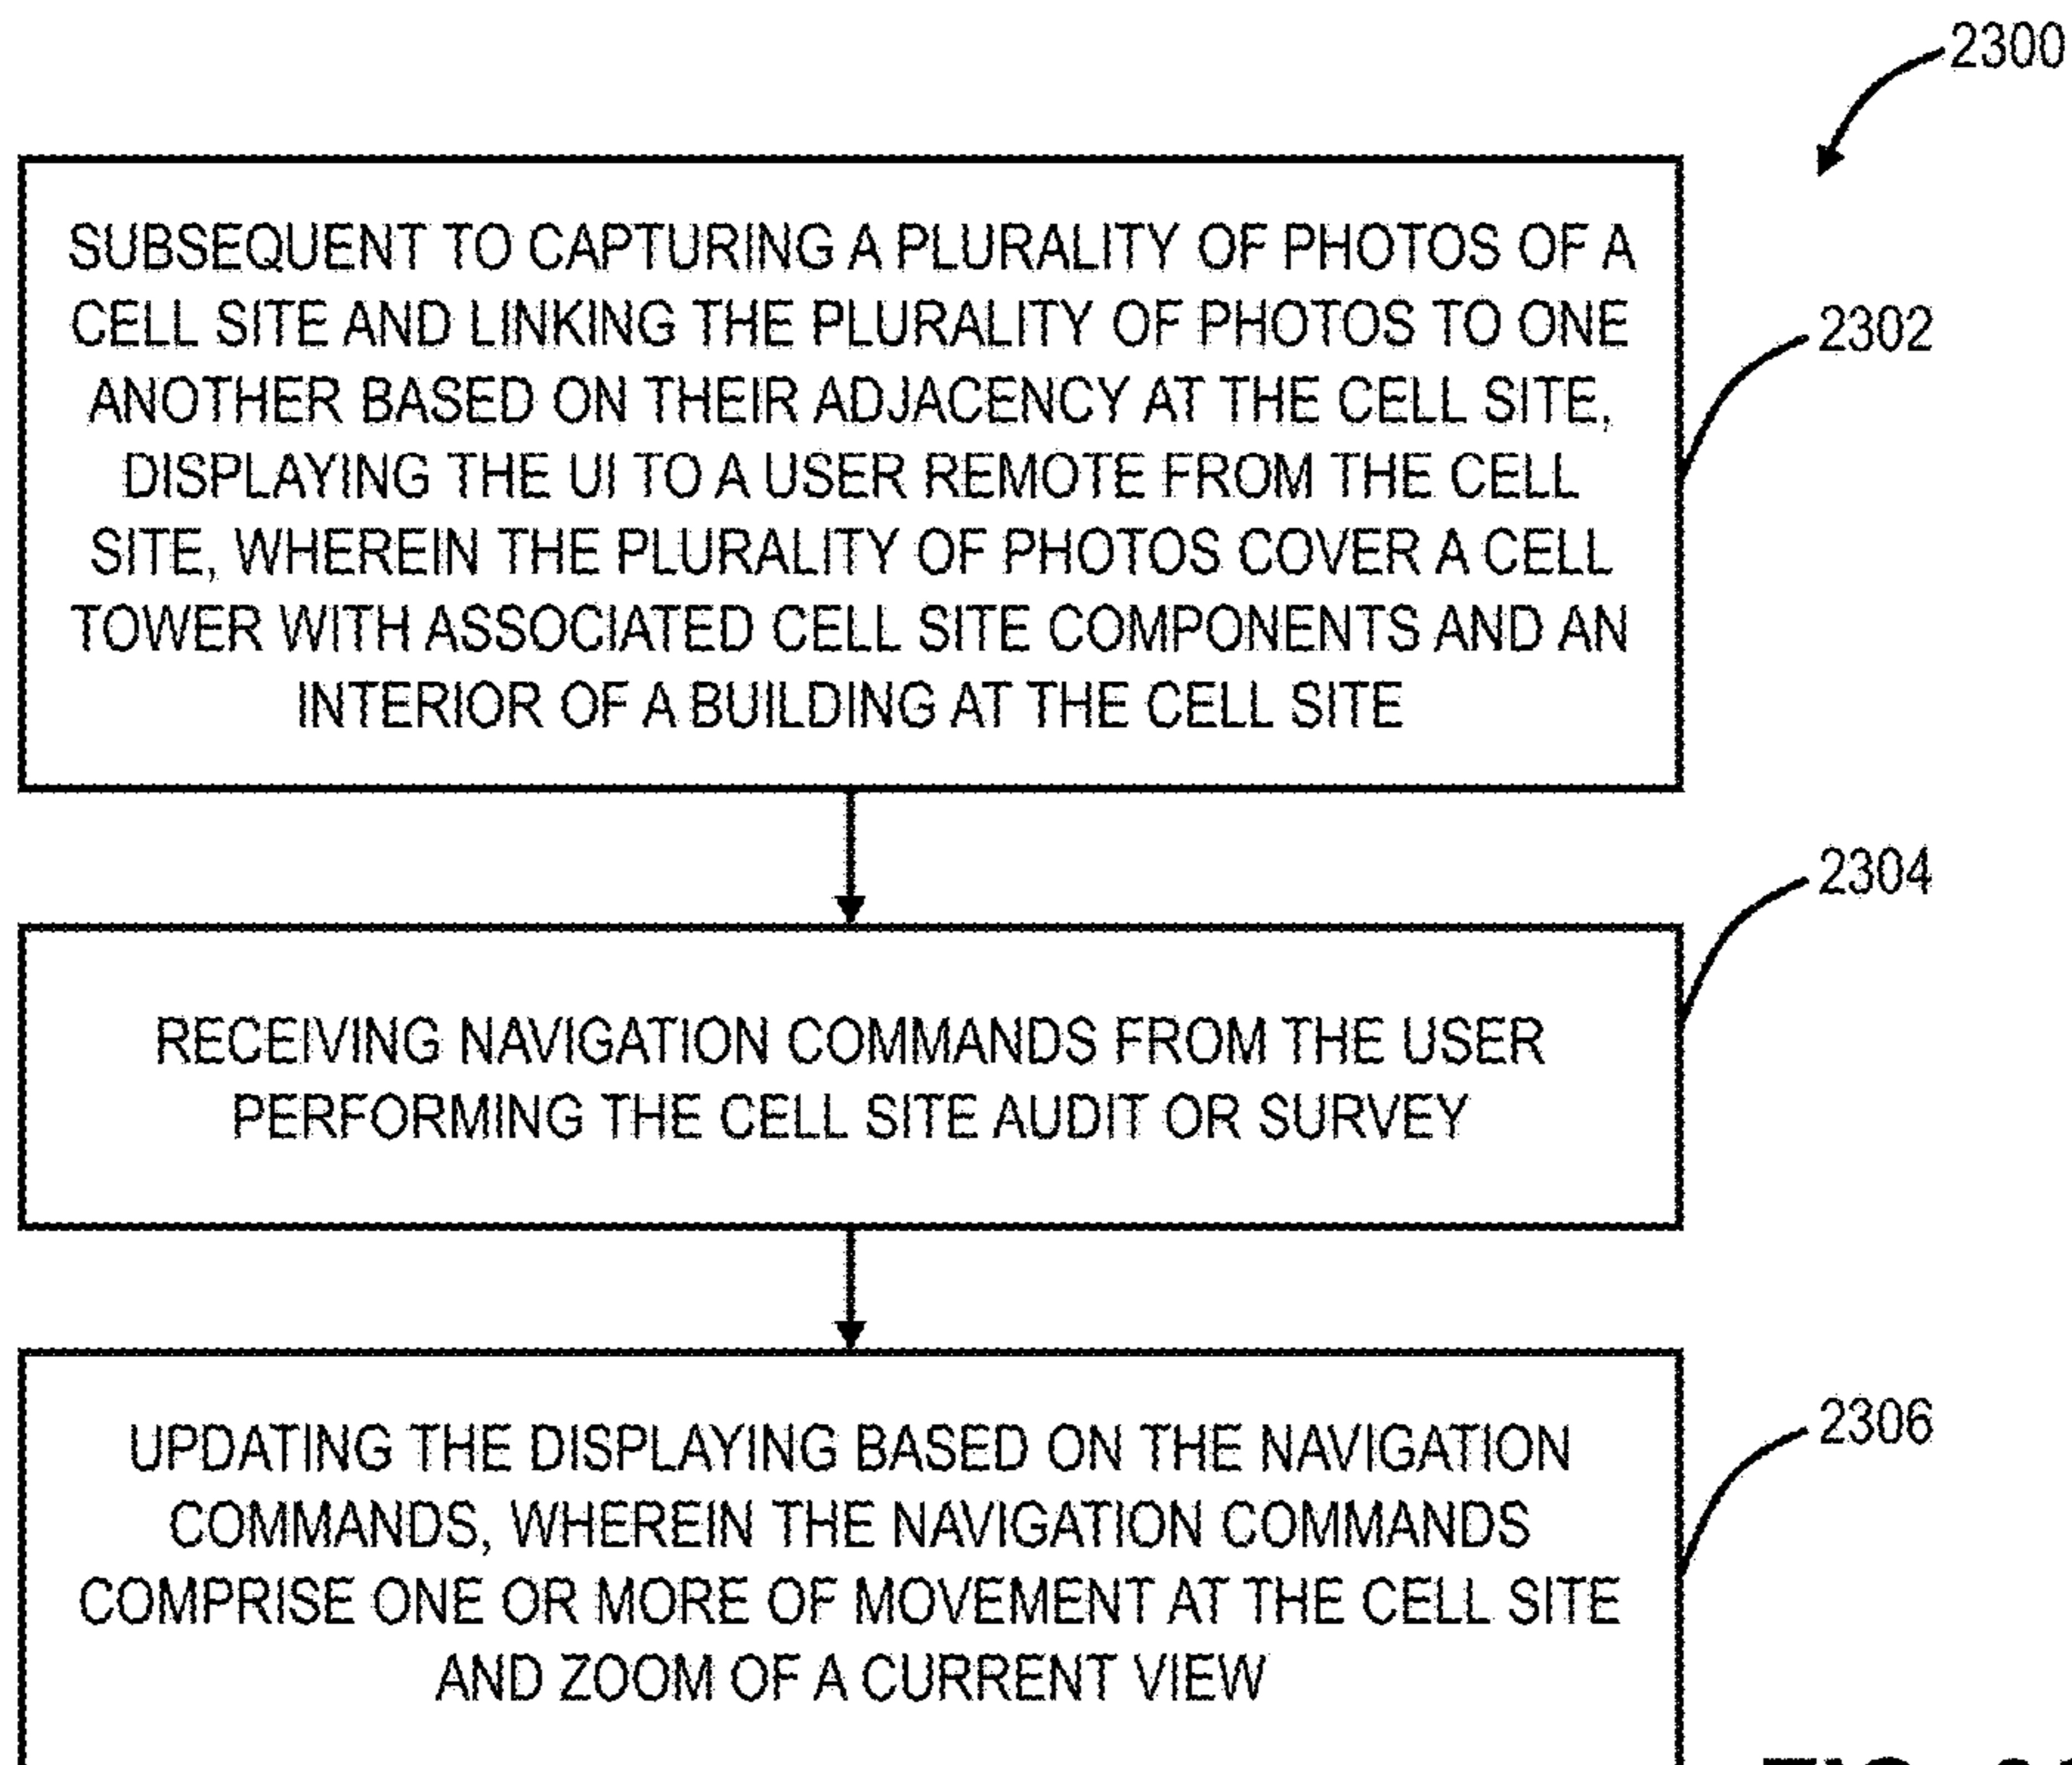 2300
SUBSEQUENT TO CAPTURING A PLURALITY OF PHOTOS OF A
CELL SITE AND LINKING THE PLURALITY OF PHOTOS TO ONE
ANOTHER BASED ON THEIR ADJACENCY AT THE CELL SITE,
DISPLAYING THE UI TO A USER REMOTE FROM THE CELL
SITE, WHEREIN THE PLURALITY OF PHOTOS COVER A CELL
TOWER WITH ASSOCIATED CELL SITE COMPONENTS AND AN
INTERIOR OF A BUILDING AT THE CELL SITE
2302
RECEIVING NAVIGATION COMMANDS FROM THE USER
PERFORMING THE CELL SITE AUDIT OR SURVEY
2304
UPDATING THE DISPLAYING BASED ON THE NAVIGATION
COMMANDS, WHEREIN THE NAVIGATION COMMANDS
COMPRISE ONE OR MORE OF MOVEMENT AT THE CELL SITE
AND ZOOM OF A CURRENT VIEW
2306